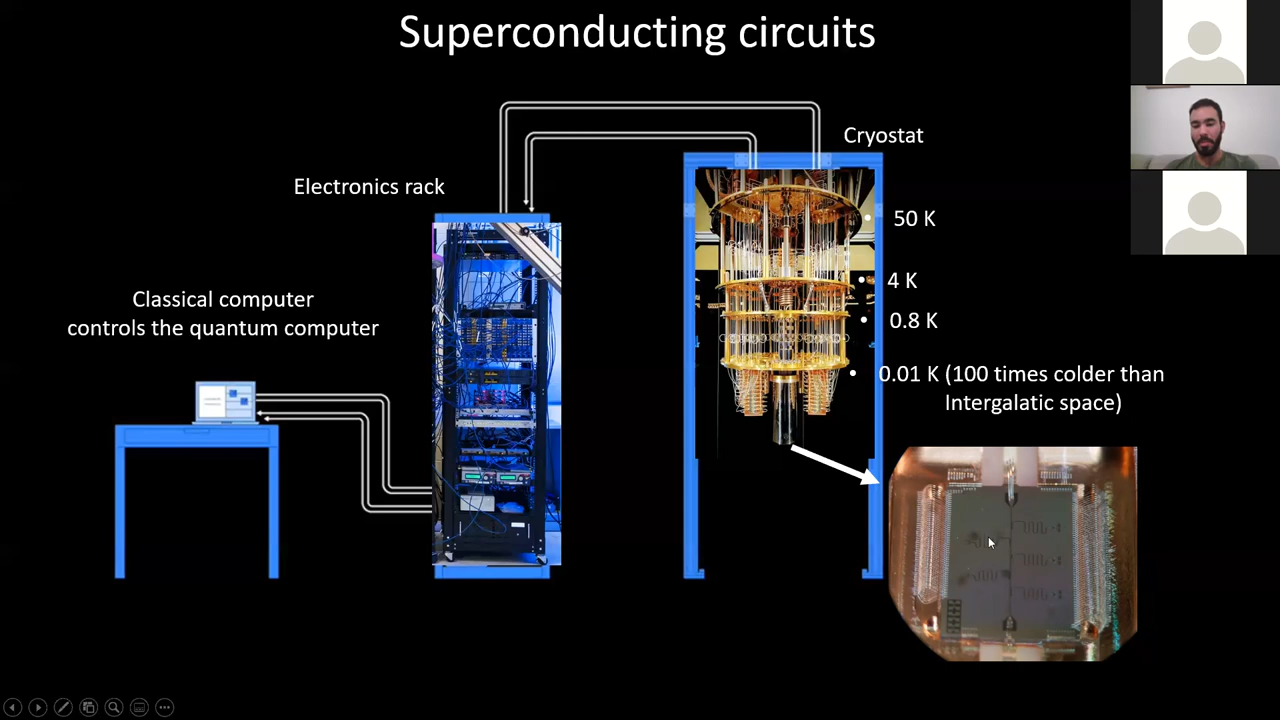 Superconducting circuits
Cryostat
Electronics rack
50 K
Classical computer
controls the quantum computer
4 K
0.8 K
0.01 K (100 times colder than
Intergalatic space)